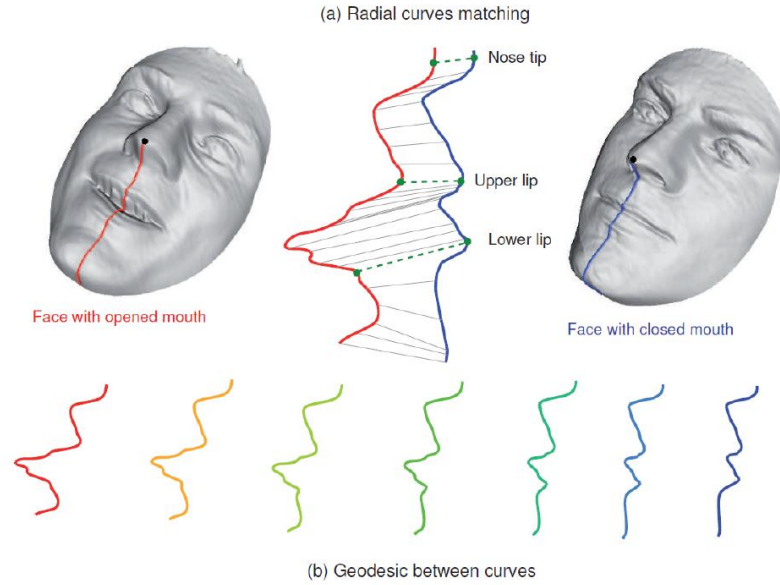 (a) Radial curves matching
Nose tip
Upper lip
Lower lip
Face with opened mouth
Face with closed mouth
(b) Geodesic between curves